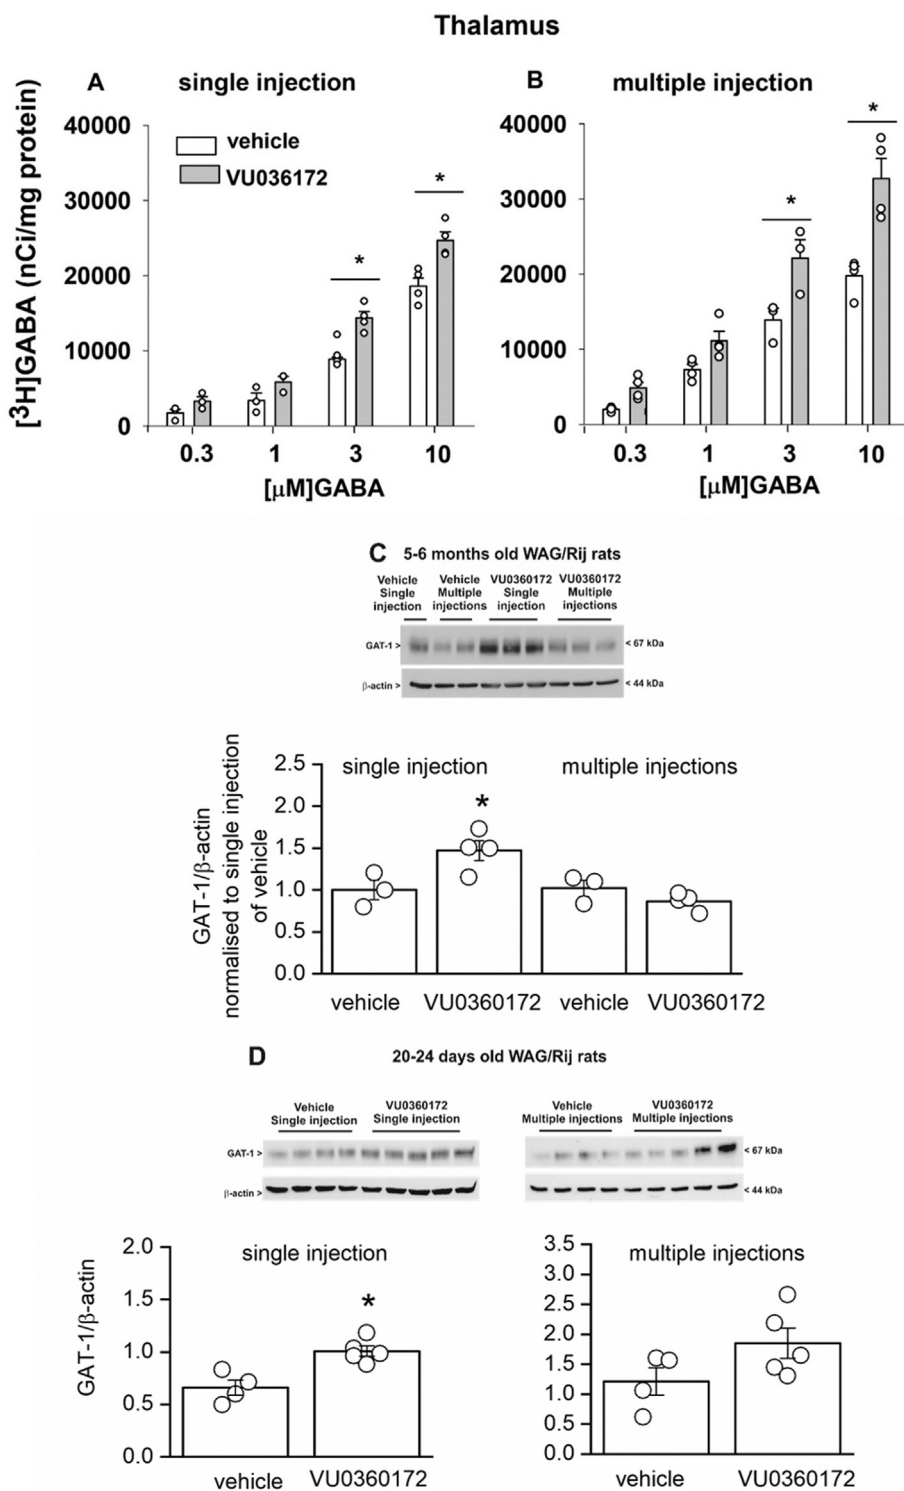 Thalamus
A single injection
B multiple injection
[³H]GABA (nCi/mg protein)
40000
30000
20000
10000
0
vehicle
VU036172
*
*
0.3 1 3 10
[μM]GABA
40000
30000
20000
10000
0
*
*
0.3 1 3 10
[μM]GABA
C 5-6 months old WAG/Rij rats
Vehicle
Single
injection
Vehicle
Multiple
injections
VU0360172
Single
injection
VU0360172
Multiple
injections
GAT-1 >
< 67 kDa
β-actin >
< 44 kDa
GAT-1/β-actin
normalised to single injection
of vehicle
2.5
2.0
1.5
1.0
0.5
0.0
single injection
multiple injections
*
vehicle VU0360172 vehicle VU0360172
D 20-24 days old WAG/Rij rats
Vehicle
Single injection
VU0360172
Single injection
Vehicle
Multiple injections
VU0360172
Multiple injections
GAT-1 >
< 67 kDa
β-actin >
< 44 kDa
GAT-1/β-actin
2.0
1.5
1.0
0.5
0.0
single injection
*
vehicle VU0360172
3.5
3.0
2.5
2.0
1.5
1.0
0.5
0.0
multiple injections
vehicle VU0360172